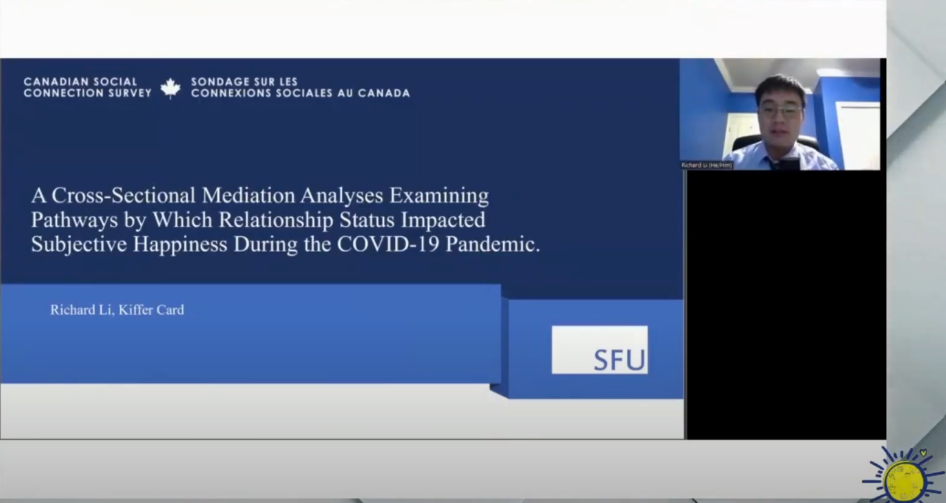 CANADIAN SOCIAL
CONNECTION SURVEY
SONDAGE SUR LES
CONNEXIONS SOCIALES AU CANADA
A Cross-Sectional Mediation Analyses Examining
Pathways by Which Relationship Status Impacted
Subjective Happiness During the COVID-19 Pandemic.
Richard Li, Kiffer Card
SFU
Richard Li (He/Him)